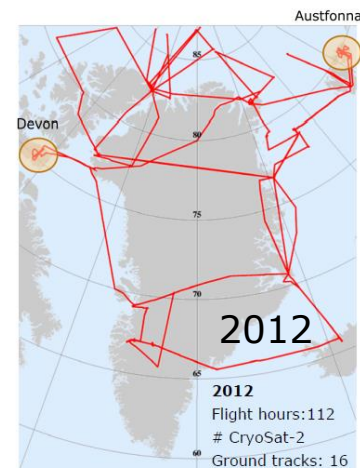 Austfonna
85
Devon
80
75
70
2012
65
2012
Flight hours:112
# CryoSat-2
60
Ground tracks: 16